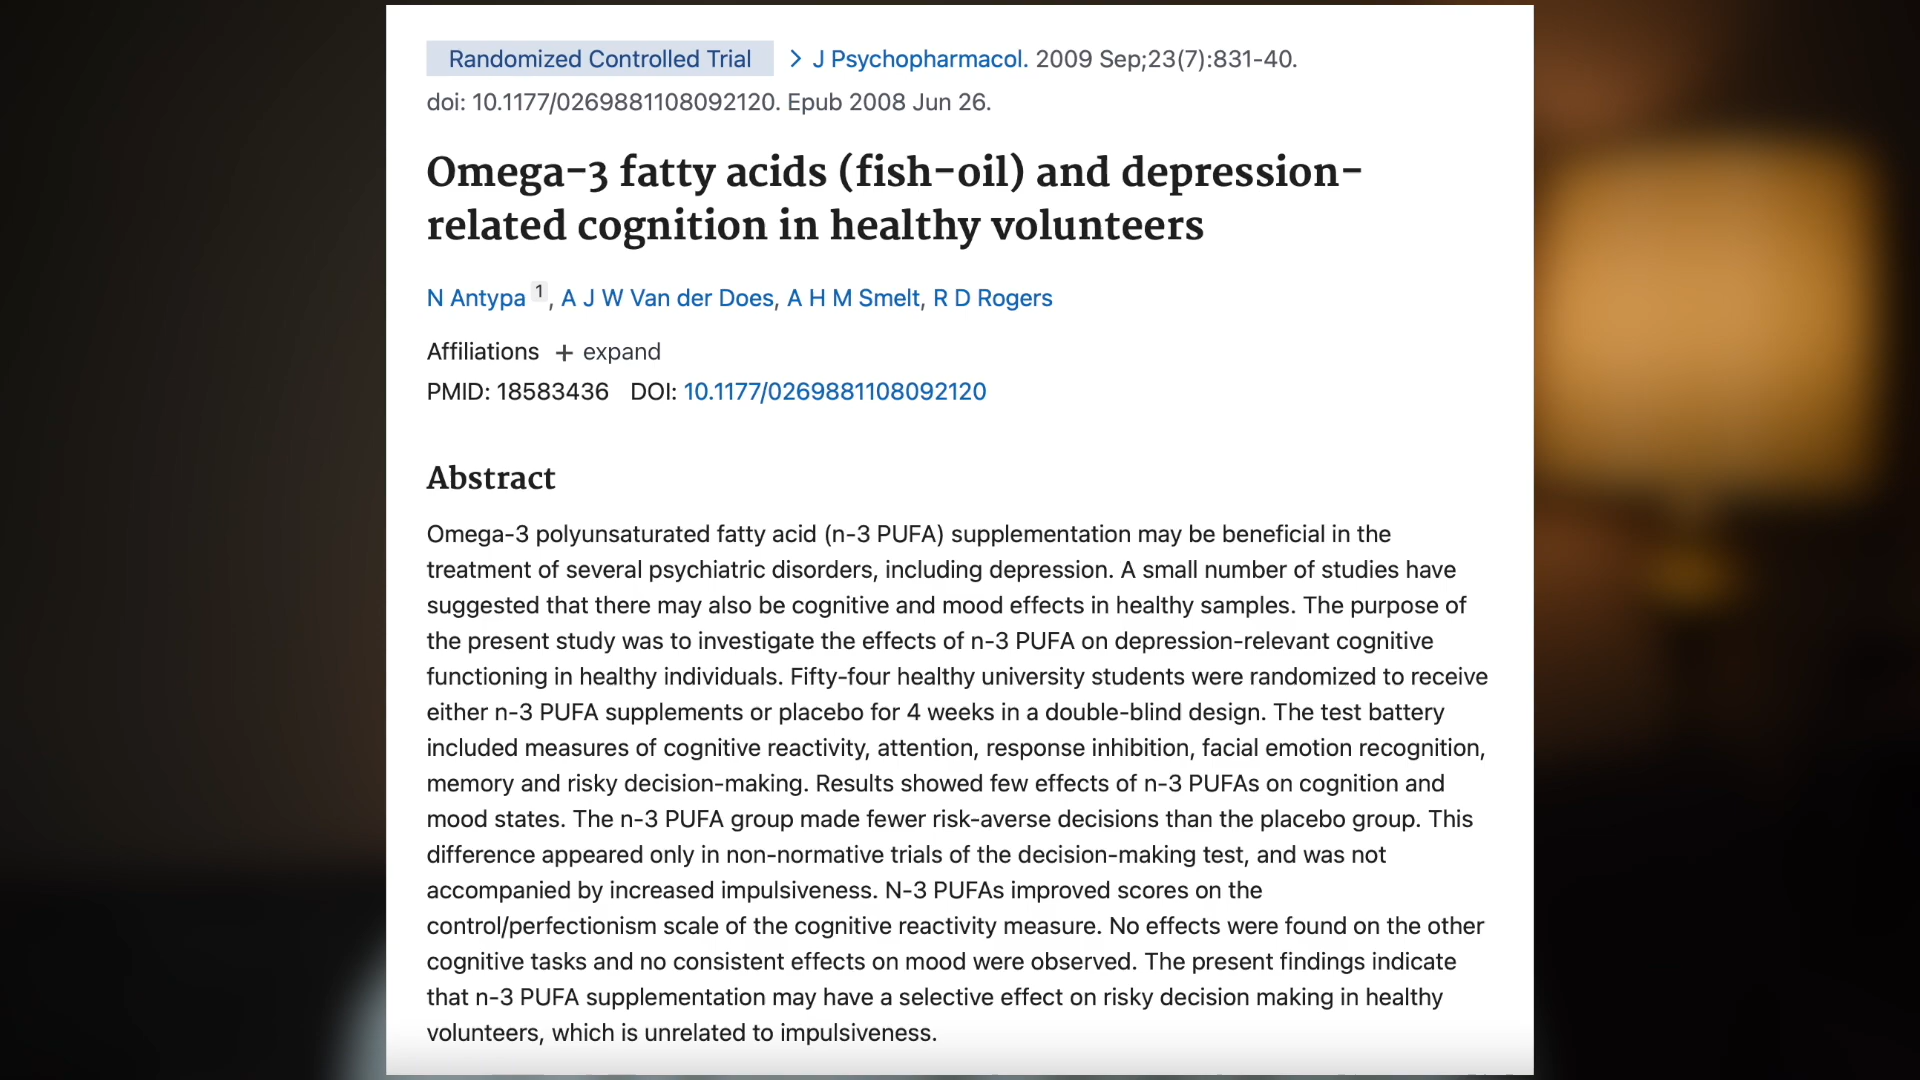 Randomized Controlled Trial > J Psychopharmacol. 2009 Sep;23(7):831-40.
doi: 10.1177/0269881108092120. Epub 2008 Jun 26.
Omega-3 fatty acids (fish-oil) and depression-
related cognition in healthy volunteers
N Antypa 1, A J W Van der Does, A H M Smelt, R D Rogers
Affiliations + expand
PMID: 18583436 DOI: 10.1177/0269881108092120
Abstract
Omega-3 polyunsaturated fatty acid (n-3 PUFA) supplementation may be beneficial in the
treatment of several psychiatric disorders, including depression. A small number of studies have
suggested that there may also be cognitive and mood effects in healthy samples. The purpose of
the present study was to investigate the effects of n-3 PUFA on depression-relevant cognitive
functioning in healthy individuals. Fifty-four healthy university students were randomized to receive
either n-3 PUFA supplements or placebo for 4 weeks in a double-blind design. The test battery
included measures of cognitive reactivity, attention, response inhibition, facial emotion recognition,
memory and risky decision-making. Results showed few effects of n-3 PUFAs on cognition and
mood states. The n-3 PUFA group made fewer risk-averse decisions than the placebo group. This
difference appeared only in non-normative trials of the decision-making test, and was not
accompanied by increased impulsiveness. N-3 PUFAs improved scores on the
control/perfectionism scale of the cognitive reactivity measure. No effects were found on the other
cognitive tasks and no consistent effects on mood were observed. The present findings indicate
that n-3 PUFA supplementation may have a selective effect on risky decision making in healthy
volunteers, which is unrelated to impulsiveness.